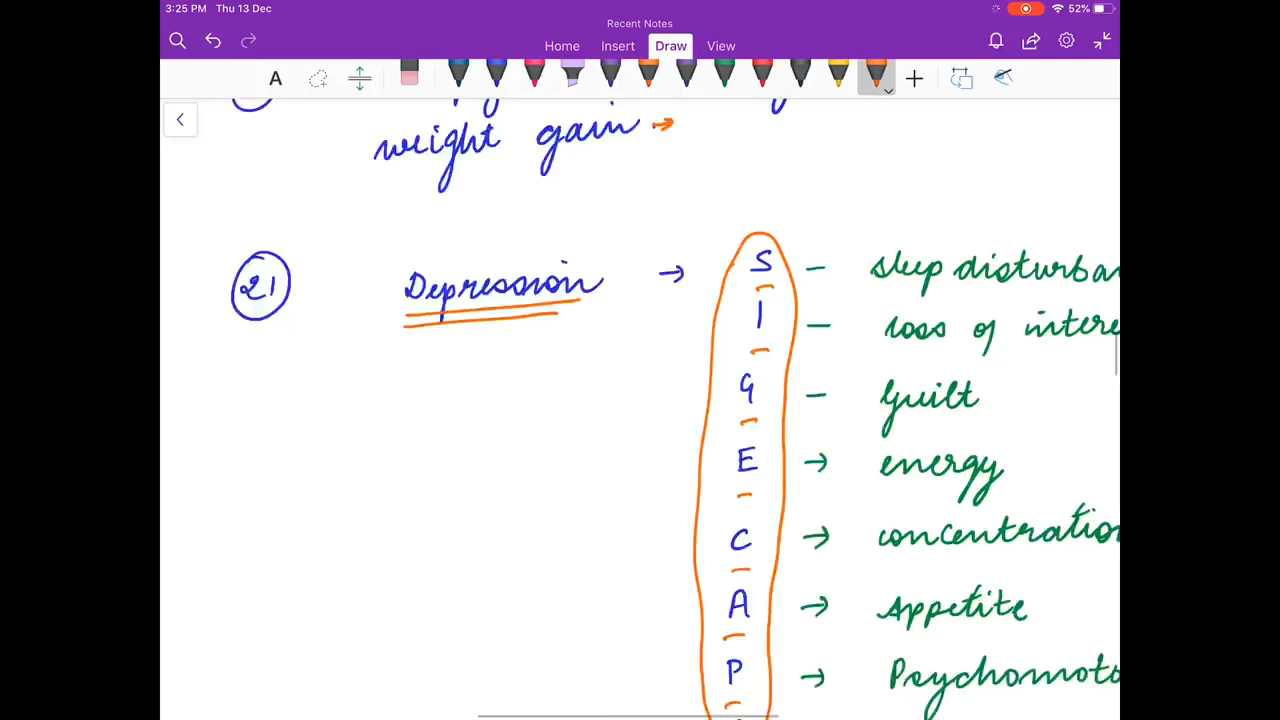 3:25 PM Thu 13 Dec
52%
Recent Notes
Home Insert Draw View
A
weight gain →
21 Depression → S - sleep disturba
I - loss of intere
G - Guilt
E → energy
C → concentration
A → Appetite
P → Psychomoto